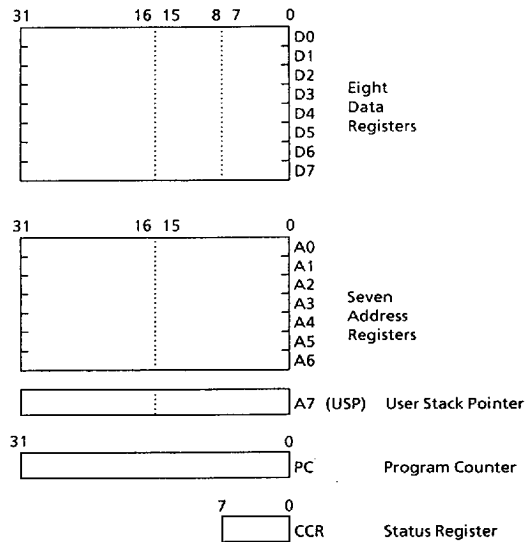 31 16 15 8 7 0
D0
D1
D2
D3
D4
D5
D6
D7
Eight
Data
Registers
31 16 15 0
A0
A1
A2
A3
A4
A5
A6
Seven
Address
Registers
A7 (USP) User Stack Pointer
31 0
PC Program Counter
7 0
CCR Status Register